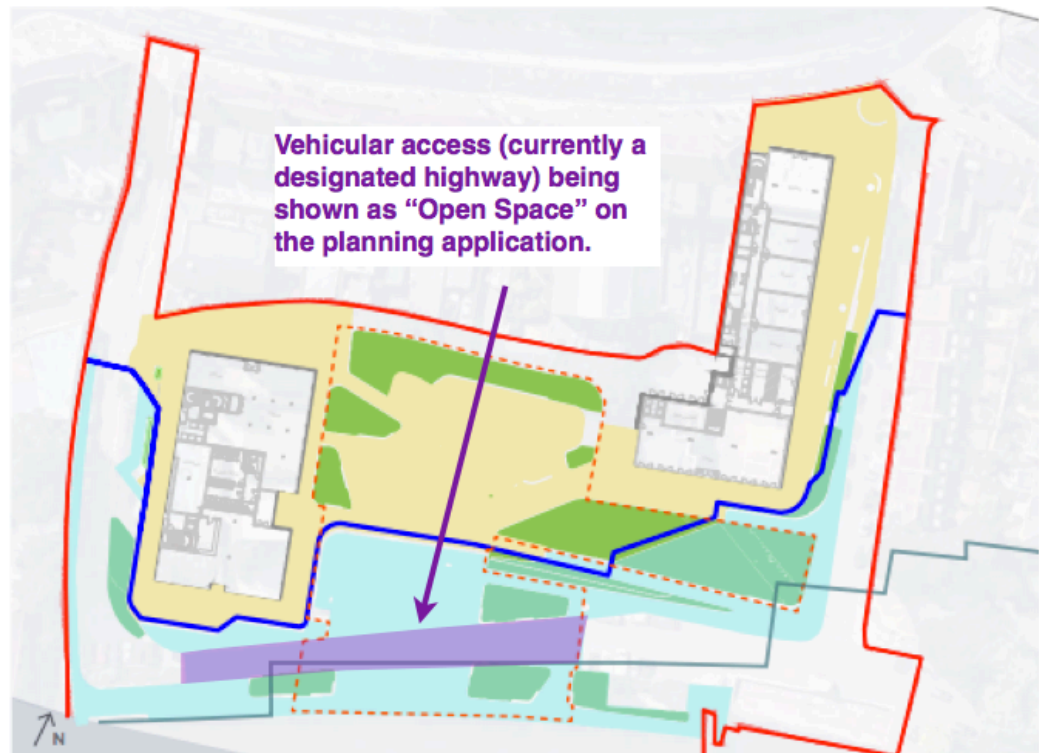 Vehicular access (currently a
designated highway) being
shown as “Open Space” on
the planning application.
N